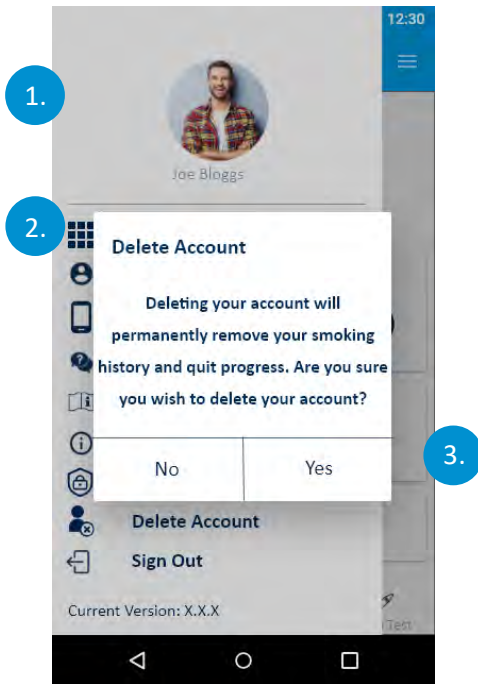 12:30
1.
Joe Bloggs
2.
Delete Account
Deleting your account will
permanently remove your smoking
history and quit progress. Are you sure
you wish to delete your account?
3.
No Yes
Delete Account
Sign Out
Current Version: X.X.X
Test